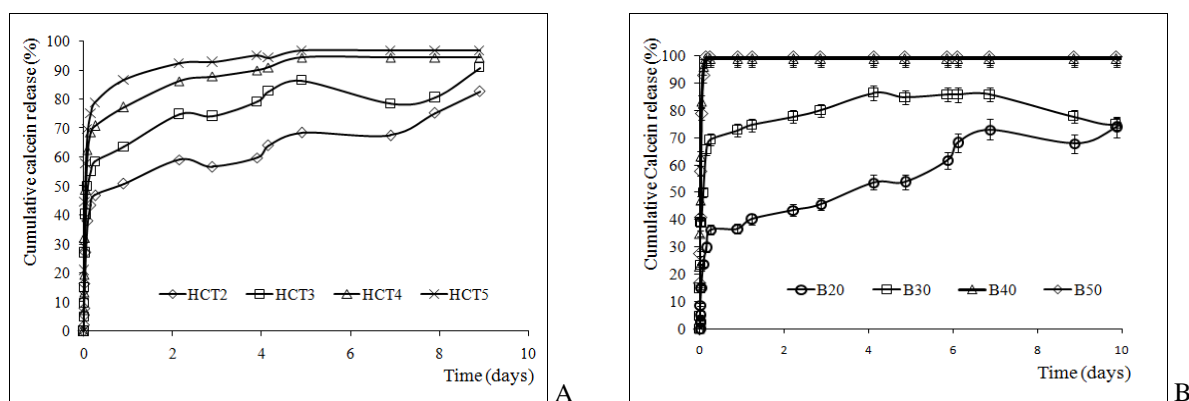 Cumulative calcein release (%)
100
90
80
70
60
50
40
30
20
10
0
HCT2 HCT3 HCT4 HCT5
0 2 4 6 8 10
Time (days)
A
Cumulative Calcein release (%)
100
90
80
70
60
50
40
30
20
10
0
B20 B30 B40 B50
0 2 4 6 8 10
Time (days)
B